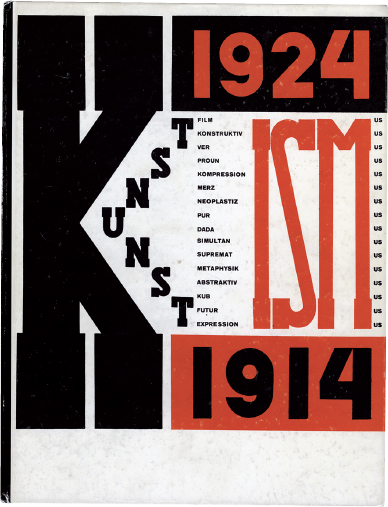 1924
K
T
S
N
U
N
S
T
ISM
FILM US
KONSTRUKTIV US
VER US
PROUN US
KOMPRESSION US
MERZ US
NEOPLASTIZ US
PUR US
DADA US
SIMULTAN US
SUPREMAT US
METAPHYSIK US
ABSTRAKTIV US
KUB US
FUTUR US
EXPRESSION US
1914